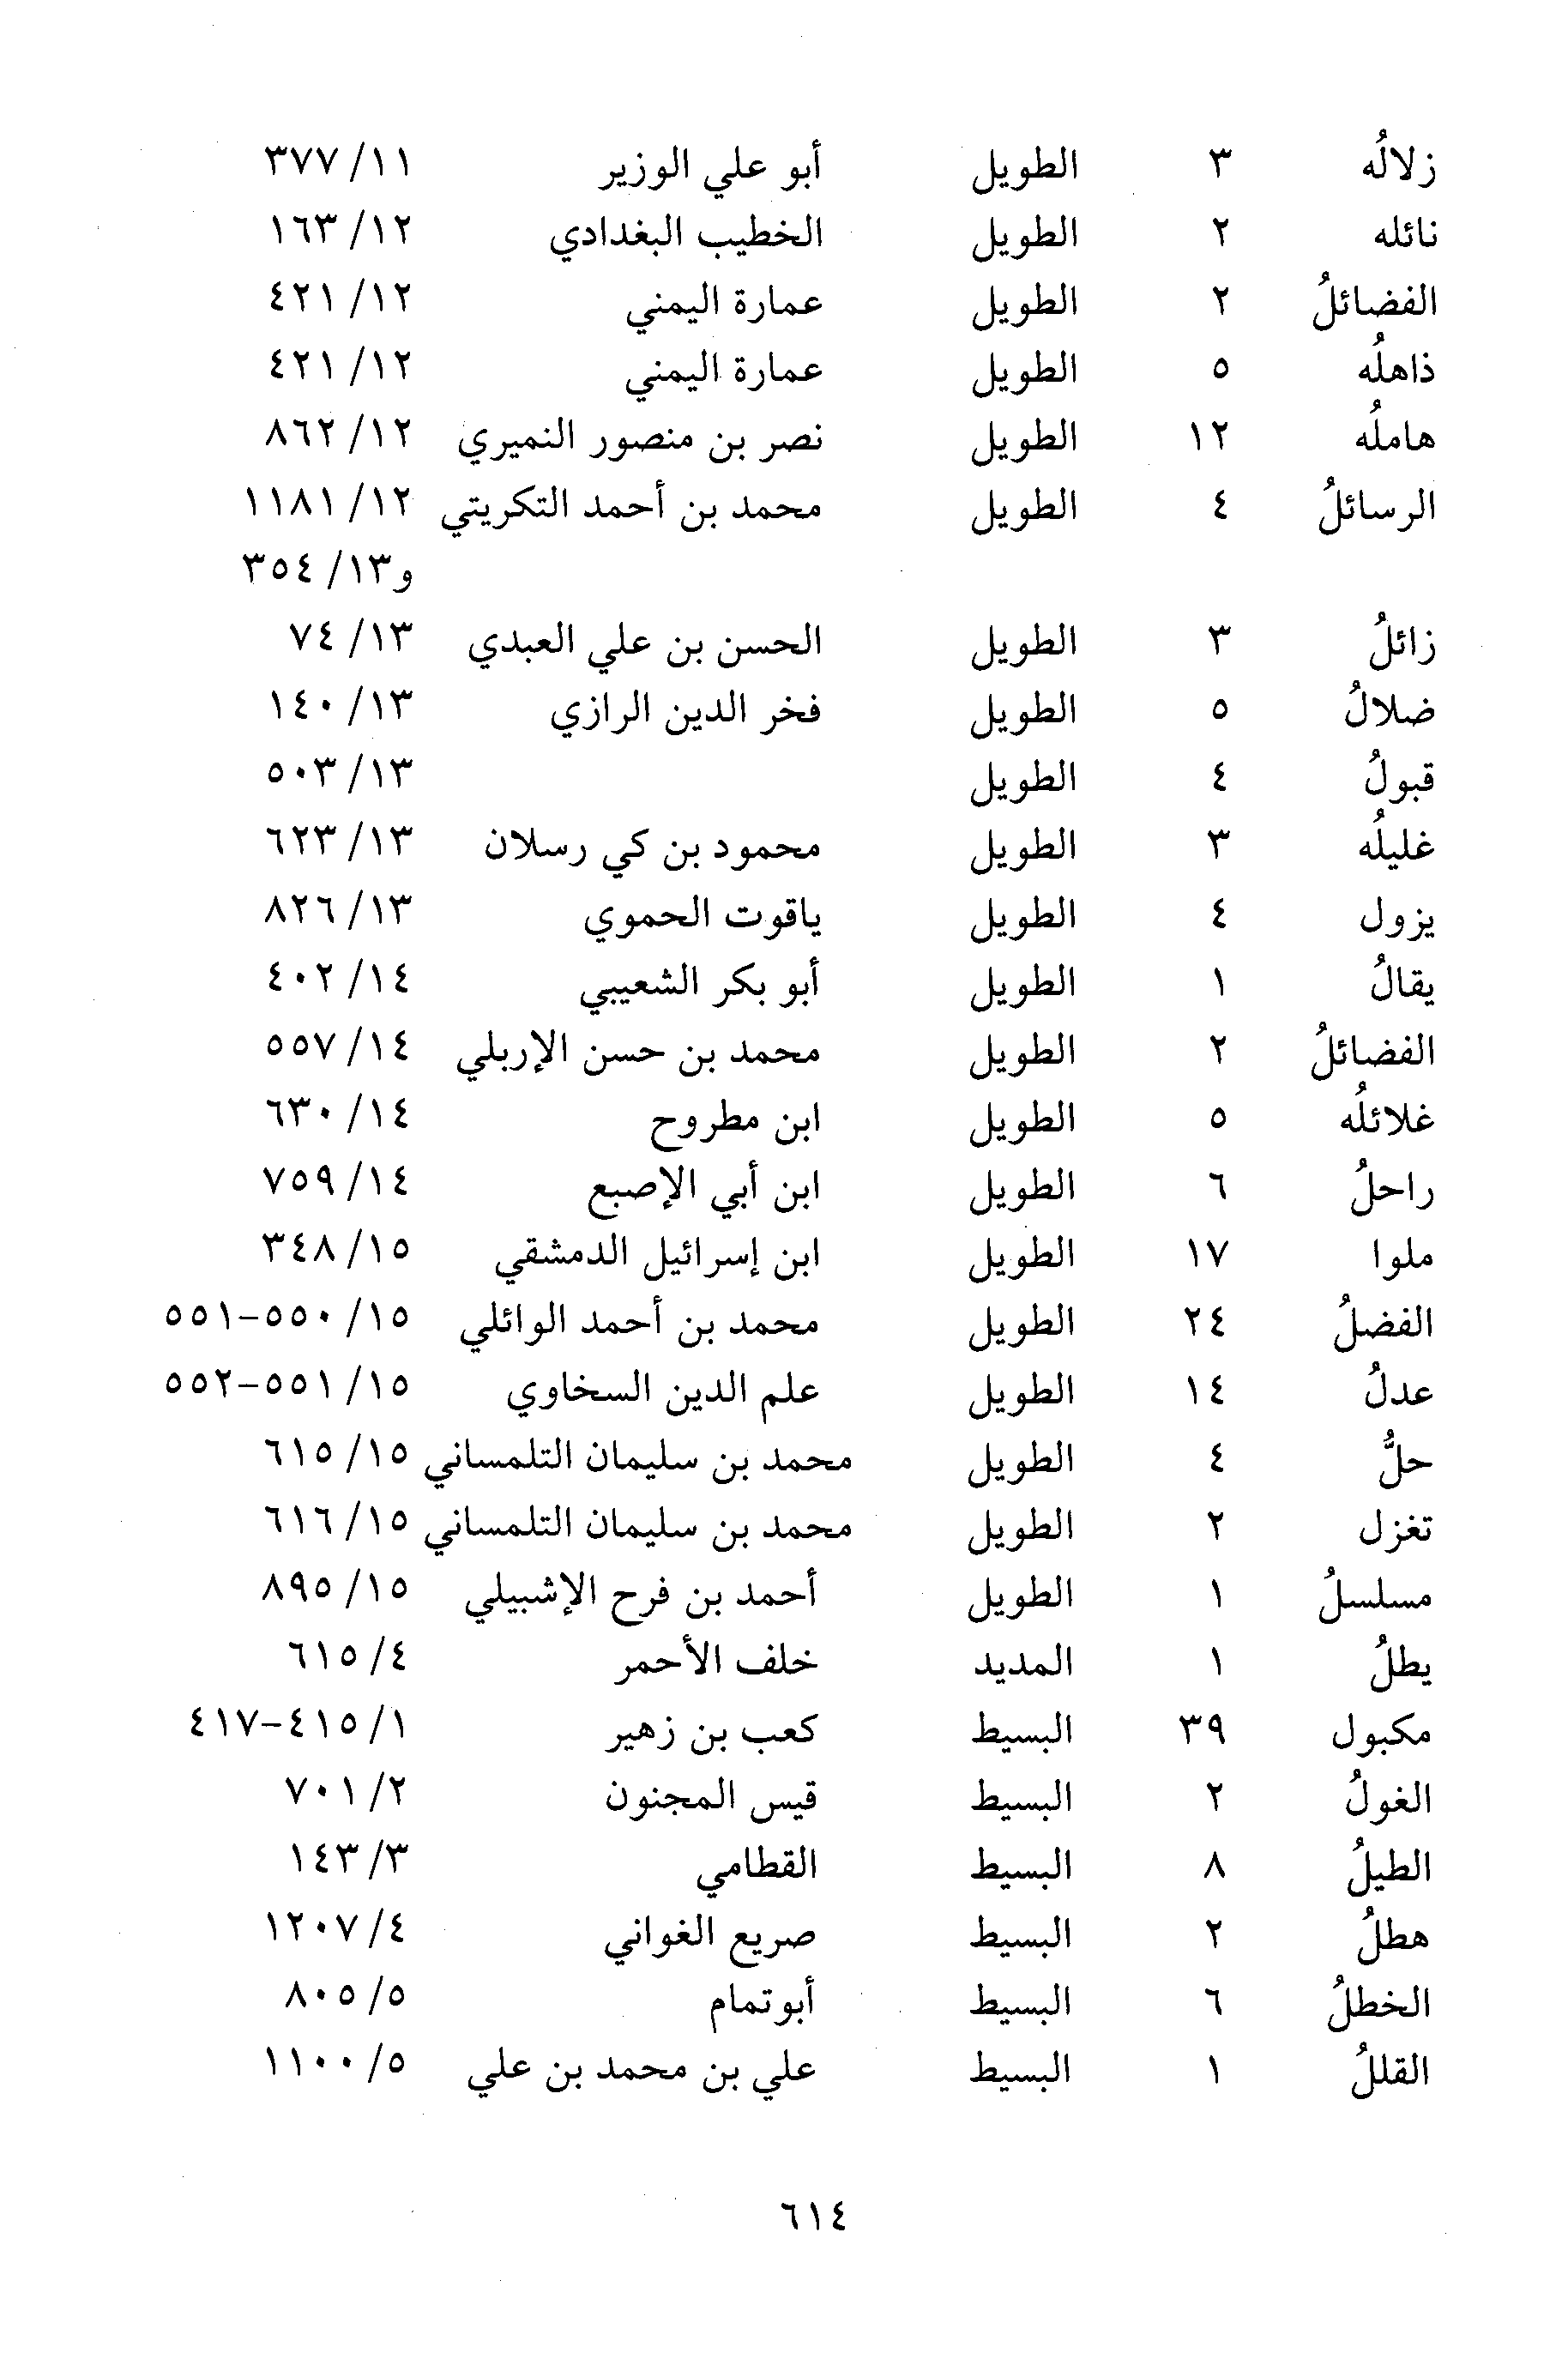 زلالُه ٣ الطويل أبو علي الوزير ١١/ ٣٧٧
نائله ٢ الطويل الخطيب البغدادي ١٢/ ١٦٣
الفضائلُ ٢ الطويل عمارة اليمني ١٢/ ٤٢١
ذاهلُه ٥ الطويل عمارة اليمني ١٢/ ٤٢١
هاملُه ١٢ الطويل نصر بن منصور النميري ١٢/ ٨٦٢
الرسائلُ ٤ الطويل محمد بن أحمد التكريتي ١٢/ ١١٨١
و١٣/ ٣٥٤
زائلُ ٣ الطويل الحسن بن علي العبدي ١٣/ ٧٤
ضلالُ ٥ الطويل فخر الدين الرازي ١٣/ ١٤٠
قبولُ ٤ الطويل ١٣/ ٥٠٣
غليلُه ٣ الطويل محمود بن كي رسلان ١٣/ ٦٢٣
يزول ٤ الطويل ياقوت الحموي ١٣/ ٨٢٦
يقالُ ١ الطويل أبو بكر الشعيبي ١٤/ ٤٠٢
الفضائلُ ٢ الطويل محمد بن حسن الإربلي ١٤/ ٥٥٧
غلائلُه ٥ الطويل ابن مطروح ١٤/ ٦٣٠
راحلُ ٦ الطويل ابن أبي الإصبع ١٤/ ٧٥٩
ملوا ١٧ الطويل ابن إسرائيل الدمشقي ١٥/ ٣٤٨
الفضلُ ٢٤ الطويل محمد بن أحمد الوائلي ١٥/ ٥٥٠-٥٥١
عدلُ ١٤ الطويل علم الدين السخاوي ١٥/ ٥٥١-٥٥٢
حلُّ ٤ الطويل محمد بن سليمان التلمساني ١٥/ ٦١٥
تغزل ٢ الطويل محمد بن سليمان التلمساني ١٥/ ٦١٦
مسلسلُ ١ الطويل أحمد بن فرح الإشبيلي ١٥/ ٨٩٥
يطلُ ١ المديد خلف الأحمر ٤/ ٦١٥
مكبول ٣٩ البسيط كعب بن زهير ١/ ٤١٥-٤١٧
الغولُ ٢ البسيط قيس المجنون ٢/ ٧٠١
الطيلُ ٨ البسيط القطامي ٣/ ١٤٣
هطلُ ٢ البسيط صريع الغواني ٤/ ١٢٠٧
الخطلُ ٦ البسيط أبوتمام ٥/ ٨٠٥
القللُ ١ البسيط علي بن محمد بن علي ٥/ ١١٠٠
٦١٤